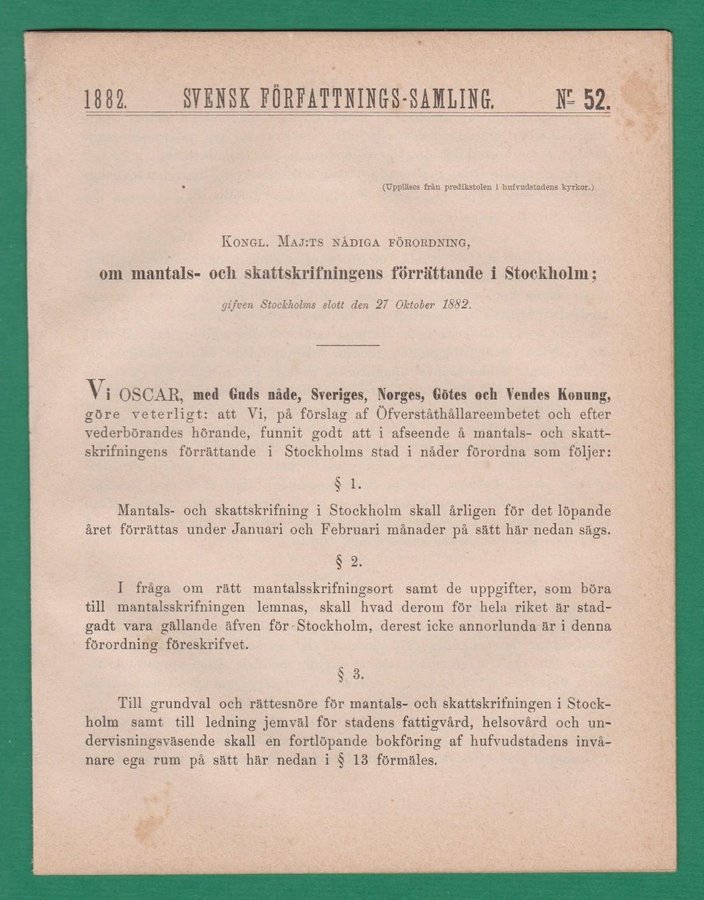 1882. SVENSK FÖRFATTNINGS-SAMLING. Nr 52.
(Uppläses från predikstolen i hufvudstadens kyrkor.)
KONGL. MAJ:TS NÅDIGA FÖRORDNING,
om mantals- och skattskrifningens förrättande i Stockholm;
gifven Stockholms slott den 27 Oktober 1882.
Vi OSCAR, med Guds nåde, Sveriges, Norges, Götes och Vendes Konung,
göre veterligt: att Vi, på förslag af Öfverståthållareembetet och efter
vederbörandes hörande, funnit godt att i afseende å mantals- och skatt-
skrifningens förrättande i Stockholms stad i nåder förordna som följer:
§ 1.
Mantals- och skattskrifning i Stockholm skall årligen för det löpande
året förrättas under Januari och Februari månader på sätt här nedan sägs.
§ 2.
I fråga om rätt mantalsskrifningsort samt de uppgifter, som böra
till mantalsskrifningen lemnas, skall hvad derom för hela riket är stad-
gadt vara gällande äfven för Stockholm, derest icke annorlunda är i denna
förordning föreskrifvet.
§ 3.
Till grundval och rättesnöre för mantals- och skattskrifningen i Stock-
holm samt till ledning jemväl för stadens fattigvård, helsovård och un-
dervisningsväsende skall en fortlöpande bokföring af hufvudstadens invå-
nare ega rum på sätt här nedan i § 13 förmäles.